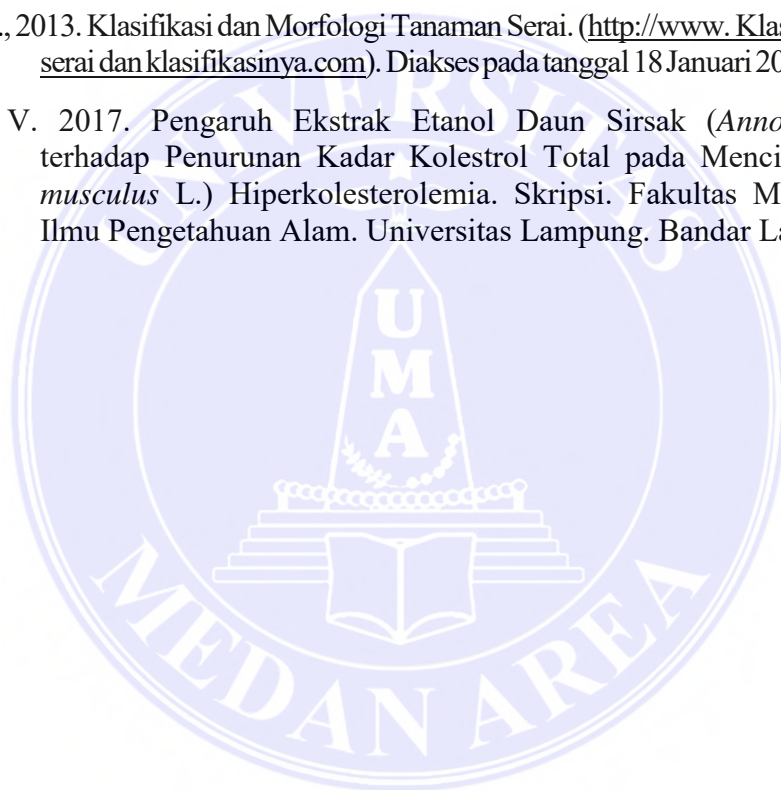 ., 2013. Klasifikasi dan Morfologi Tanaman Serai. (http://www. Klas
serai dan klasifikasinya.com). Diakses pada tanggal 18 Januari 20
V. 2017. Pengaruh Ekstrak Etanol Daun Sirsak (Anno
terhadap Penurunan Kadar Kolestrol Total pada Menci
musculus L.) Hiperkolesterolemia. Skripsi. Fakultas M
Ilmu Pengetahuan Alam. Universitas Lampung. Bandar La
UNIVERSITAS
U
M
A
MEDAN AREA